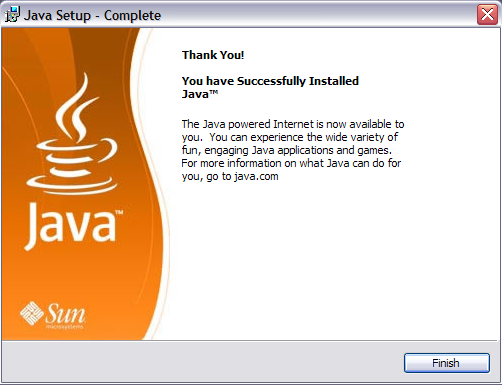 Java Setup - Complete
Thank You!
You have Successfully Installed
Java™
The Java powered Internet is now available to
you.  You can experience the wide variety of
fun, engaging Java applications and games.
For more information on what Java can do for
you, go to java.com
Java™
Sun
microsystems
Finish